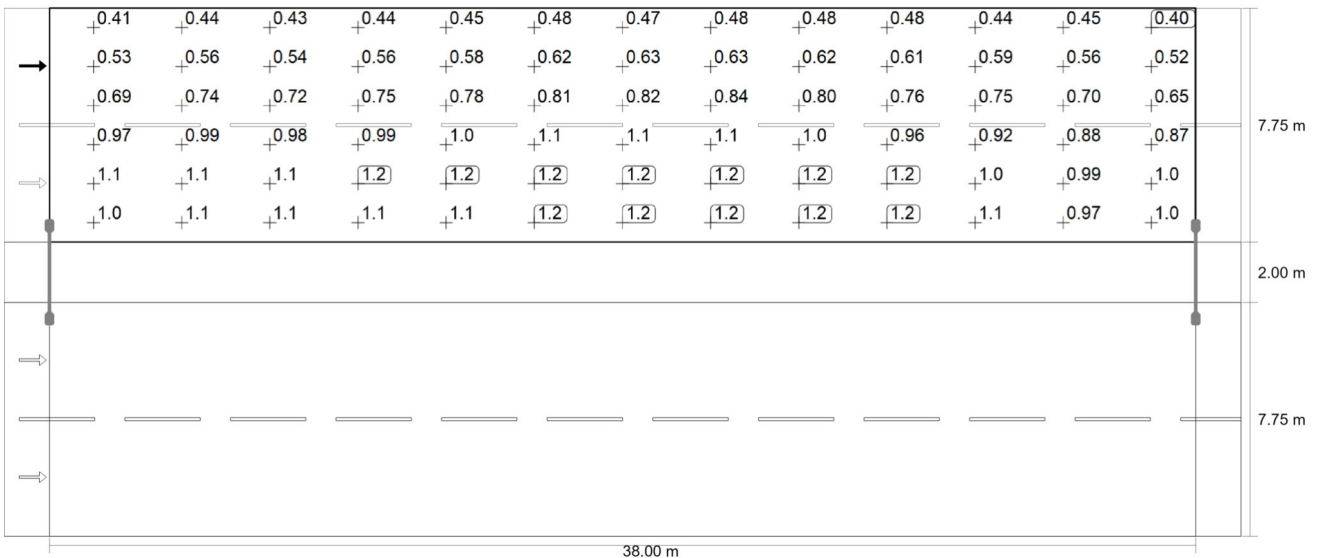 0.41 0.44 0.43 0.44 0.45 0.48 0.47 0.48 0.48 0.48 0.44 0.45 0.40
0.53 0.56 0.54 0.56 0.58 0.62 0.63 0.63 0.62 0.61 0.59 0.56 0.52
0.69 0.74 0.72 0.75 0.78 0.81 0.82 0.84 0.80 0.76 0.75 0.70 0.65
7.75 m
0.97 0.99 0.98 0.99 1.0 1.1 1.1 1.1 1.0 0.96 0.92 0.88 0.87
1.1 1.1 1.1 1.2 1.2 1.2 1.2 1.2 1.2 1.2 1.0 0.99 1.0
1.0 1.1 1.1 1.1 1.1 1.2 1.2 1.2 1.2 1.2 1.1 0.97 1.0
2.00 m
7.75 m
38.00 m